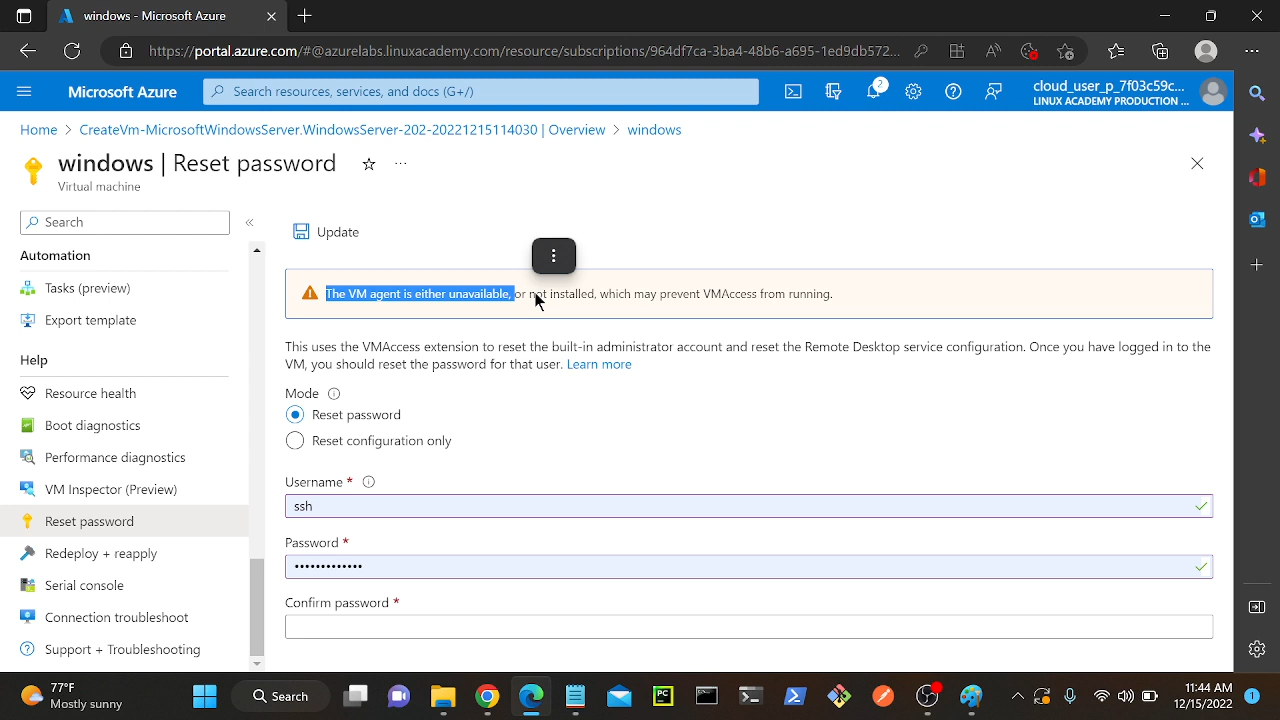 windows - Microsoft Azure
https://portal.azure.com/#@azurelabs.linuxacademy.com/resource/subscriptions/964df7ca-3ba4-48b6-a695-1ed9db572...
Microsoft Azure
Search resources, services, and docs (G+/)
2
cloud_user_p_7f03c59c...
LINUX ACADEMY PRODUCTION ...
Home > CreateVm-MicrosoftWindowsServer.WindowsServer-202-20221215114030 | Overview > windows
windows | Reset password
Virtual machine
Search
Automation
Tasks (preview)
Export template
Help
Resource health
Boot diagnostics
Performance diagnostics
VM Inspector (Preview)
Reset password
Redeploy + reapply
Serial console
Connection troubleshoot
Support + Troubleshooting
Update
The VM agent is either unavailable, or not installed, which may prevent VMAccess from running.
This uses the VMAccess extension to reset the built-in administrator account and reset the Remote Desktop service configuration. Once you have logged in to the
VM, you should reset the password for that user. Learn more
Mode
Reset password
Reset configuration only
Username *
ssh
Password *
•••••••••••••
Confirm password *
77°F
Mostly sunny
Search
11:44 AM
12/15/2022
1